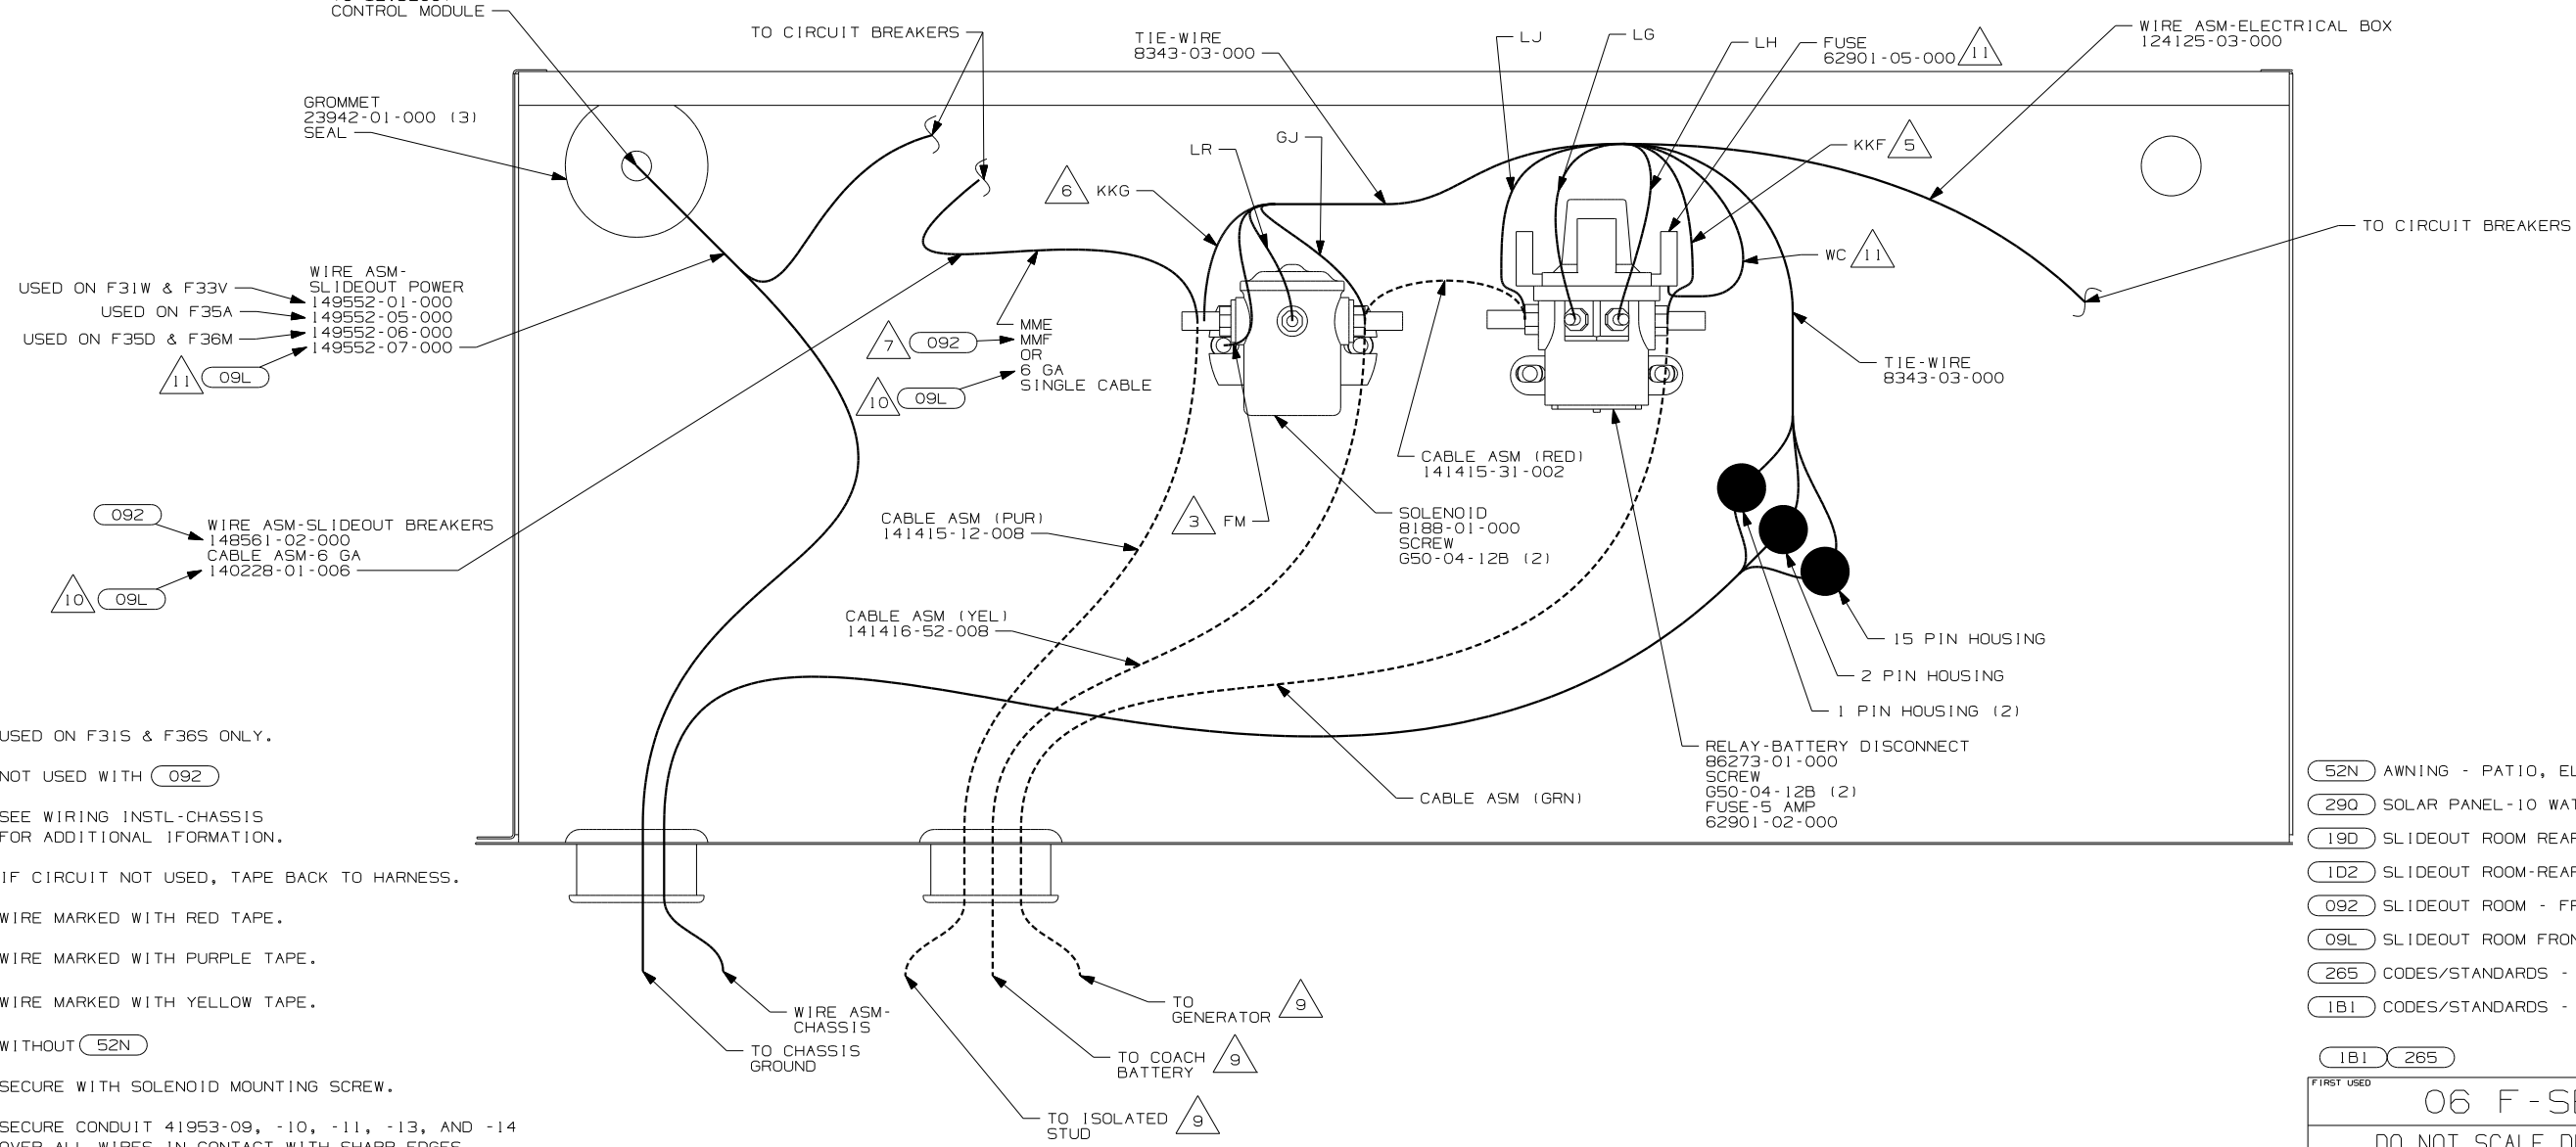 CONTROL MODULE
TO CIRCUIT BREAKERS
TIE-WIRE
8343-03-000
LJ
LG
LH
FUSE
62901-05-000 11
WIRE ASM-ELECTRICAL BOX
124125-03-000
GROMMET
23942-01-000 (3)
SEAL
LR
GJ
6 KKG
KKF 5
WC 11
TO CIRCUIT BREAKERS
WIRE ASM-
SLIDEOUT POWER
USED ON F31W & F33V 149552-01-000
USED ON F35A 149552-05-000
USED ON F35D & F36M 149552-06-000
149552-07-000
11 09L
MME
7 092 MMF
OR
6 GA
SINGLE CABLE
10 09L
TIE-WIRE
8343-03-000
CABLE ASM (RED)
141415-31-002
092
WIRE ASM-SLIDEOUT BREAKERS
148561-02-000
CABLE ASM-6 GA
140228-01-006
10 09L
CABLE ASM (PUR)
141415-12-008
3 FM
SOLENOID
8188-01-000
SCREW
G50-04-12B (2)
CABLE ASM (YEL)
141416-52-008
15 PIN HOUSING
2 PIN HOUSING
1 PIN HOUSING (2)
RELAY-BATTERY DISCONNECT
86273-01-000
SCREW
G50-04-12B (2)
FUSE-5 AMP
62901-02-000
CABLE ASM (GRN)
USED ON F31S & F36S ONLY.
NOT USED WITH 092
SEE WIRING INSTL-CHASSIS
FOR ADDITIONAL IFORMATION.
IF CIRCUIT NOT USED, TAPE BACK TO HARNESS.
WIRE MARKED WITH RED TAPE.
WIRE MARKED WITH PURPLE TAPE.
WIRE MARKED WITH YELLOW TAPE.
WITHOUT 52N
SECURE WITH SOLENOID MOUNTING SCREW.
SECURE CONDUIT 41953-09, -10, -11, -13, AND -14
OVER ALL WIRES IN CONTACT WITH SHARP EDGES
WIRE ASM-
CHASSIS
TO CHASSIS
GROUND
TO
GENERATOR 9
TO COACH
BATTERY 9
TO ISOLATED
STUD 9
52N AWNING - PATIO,
29Q SOLAR PANEL-10
19D SLIDEOUT ROOM
1D2 SLIDEOUT
092 SLIDEOUT ROOM -
09L SLIDEOUT ROOM
265 CODES/STANDARDS -
1B1 CODES/STANDARDS -
1B1 265
FIRST USED
06
DO NOT SCALE